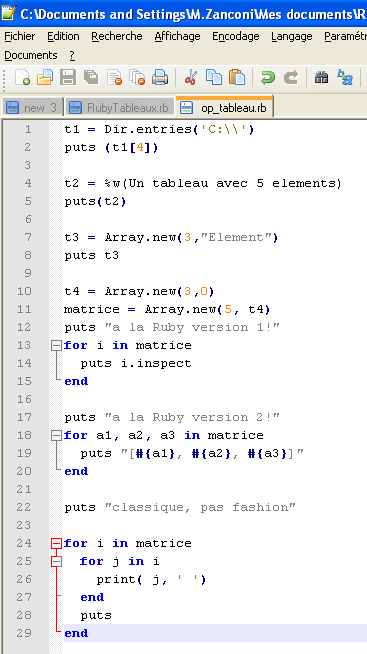 C:\Documents and Settings\M.Zanconi\Mes documents\R
Fichier Edition Recherche Affichage Encodage Langage Paramétr
Documents ?
new 3 RubyTableaux.rb op_tableau.rb
1 t1 = Dir.entries('C:\\')
2 puts (t1[4])
3
4 t2 = %w(Un tableau avec 5 elements)
5 puts(t2)
6
7 t3 = Array.new(3,"Element")
8 puts t3
9
10 t4 = Array.new(3,0)
11 matrice = Array.new(5, t4)
12 puts "a la Ruby version 1!"
13 for i in matrice
14 puts i.inspect
15 end
16
17 puts "a la Ruby version 2!"
18 for a1, a2, a3 in matrice
19 puts "[#{a1}, #{a2}, #{a3}]"
20 end
21
22 puts "classique, pas fashion"
23
24 for i in matrice
25 for j in i
26 print( j, ' ')
27 end
28 puts
29 end